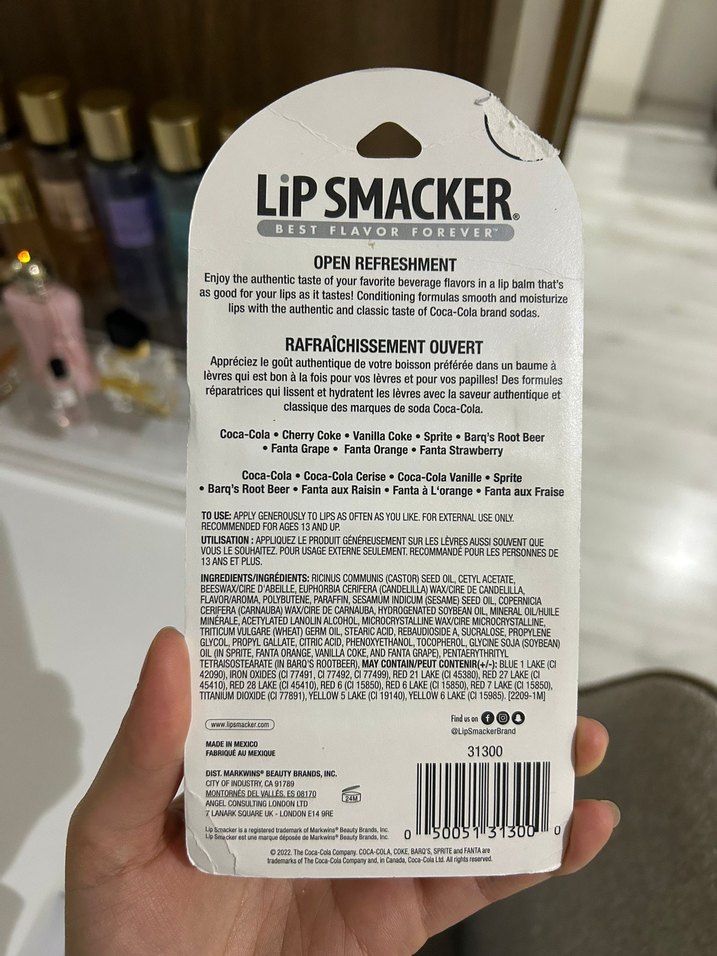 LiP SMACKER®
BEST FLAVOR FOREVER™
OPEN REFRESHMENT
Enjoy the authentic taste of your favorite beverage flavors in a lip balm that's
as good for your lips as it tastes! Conditioning formulas smooth and moisturize
lips with the authentic and classic taste of Coca-Cola brand sodas.
RAFRAÎCHISSEMENT OUVERT
Appréciez le goût authentique de votre boisson préférée dans un baume à
lèvres qui est bon à la fois pour vos lèvres et pour vos papilles! Des formules
réparatrices qui lissent et hydratent les lèvres avec la saveur authentique et
classique des marques de soda Coca-Cola.
Coca-Cola • Cherry Coke • Vanilla Coke • Sprite • Barq's Root Beer
• Fanta Grape • Fanta Orange • Fanta Strawberry
Coca-Cola • Coca-Cola Cerise • Coca-Cola Vanille • Sprite
• Barq's Root Beer • Fanta aux Raisin • Fanta à L'orange • Fanta aux Fraise
TO USE: APPLY GENEROUSLY TO LIPS AS OFTEN AS YOU LIKE. FOR EXTERNAL USE ONLY.
RECOMMENDED FOR AGES 13 AND UP.
UTILISATION : APPLIQUEZ LE PRODUIT GÉNÉREUSEMENT SUR LES LÈVRES AUSSI SOUVENT QUE
VOUS LE SOUHAITEZ. POUR USAGE EXTERNE SEULEMENT. RECOMMANDÉ POUR LES PERSONNES DE
13 ANS ET PLUS.
INGREDIENTS/INGRÉDIENTS: RICINUS COMMUNIS (CASTOR) SEED OIL, CETYL ACETATE,
BEESWAX/CIRE D'ABEILLE, EUPHORBIA CERIFERA (CANDELILLA) WAX/CIRE DE CANDELILLA,
FLAVOR/AROMA, POLYBUTENE, PARAFFIN, SESAMUM INDICUM (SESAME) SEED OIL, COPERNICIA
CERIFERA (CARNAUBA) WAX/CIRE DE CARNAUBA, HYDROGENATED SOYBEAN OIL, MINERAL OIL/HUILE
MINÉRALE, ACETYLATED LANOLIN ALCOHOL, MICROCRYSTALLINE WAX/CIRE MICROCRYSTALLINE,
TRITICUM VULGARE (WHEAT) GERM OIL, STEARIC ACID, REBAUDIOSIDE A, SUCRALOSE, PROPYLENE
GLYCOL, PROPYL GALLATE, CITRIC ACID, PHENOXYETHANOL, TOCOPHEROL, GLYCINE SOJA (SOYBEAN)
OIL (IN SPRITE, FANTA ORANGE, VANILLA COKE, AND FANTA GRAPE), PENTAERYTHRITYL
TETRAISOSTEARATE (IN BARQ'S ROOTBEER), MAY CONTAIN/PEUT CONTENIR(+/-): BLUE 1 LAKE (CI
42090), IRON OXIDES (CI 77491, CI 77492, CI 77499), RED 21 LAKE (CI 45380), RED 27 LAKE (CI
45410), RED 28 LAKE (CI 45410), RED 6 (CI 15850), RED 6 LAKE (CI 15850), RED 7 LAKE (CI 15850),
TITANIUM DIOXIDE (CI 77891), YELLOW 5 LAKE (CI 19140), YELLOW 6 LAKE (CI 15985). [2209-1M]
www.lipsmacker.com
Find us on
@LipSmackerBrand
MADE IN MEXICO
FABRIQUÉ AU MEXIQUE
31300
DIST. MARKWINS® BEAUTY BRANDS, INC.
CITY OF INDUSTRY, CA 91789
MONTORNÉS DEL VALLÉS, ES 08170
ANGEL CONSULTING LONDON LTD
7 LANARK SQUARE UK - LONDON E14 9RE
24M
0 50051 31300 0
Lip Smacker is a registered trademark of Markwins® Beauty Brands, Inc.
Lip Smacker est une marque déposée de Markwins® Beauty Brands, Inc.
© 2022. The Coca-Cola Company. COCA-COLA, COKE, BARQ'S, SPRITE and FANTA are
trademarks of The Coca-Cola Company and, in Canada, Coca-Cola Ltd. All rights reserved.